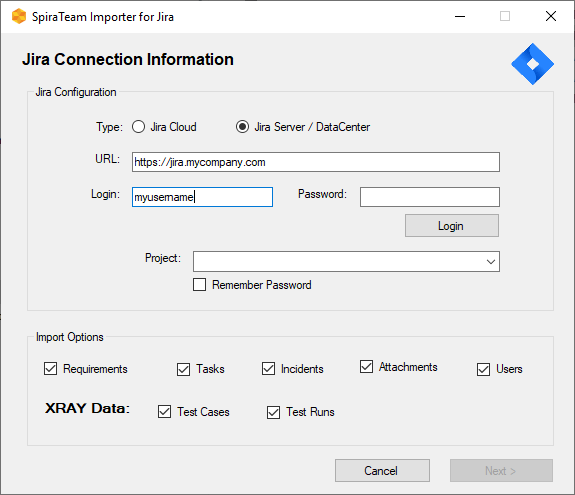 SpiraTeam Importer for Jira
Jira Connection Information
Jira Configuration
Type: Jira Cloud Jira Server / DataCenter
URL: https://jira.mycompany.com
Login: myusername Password:
Login
Project:
Remember Password
Import Options
Requirements Tasks Incidents Attachments Users
XRAY Data: Test Cases Test Runs
Cancel Next >